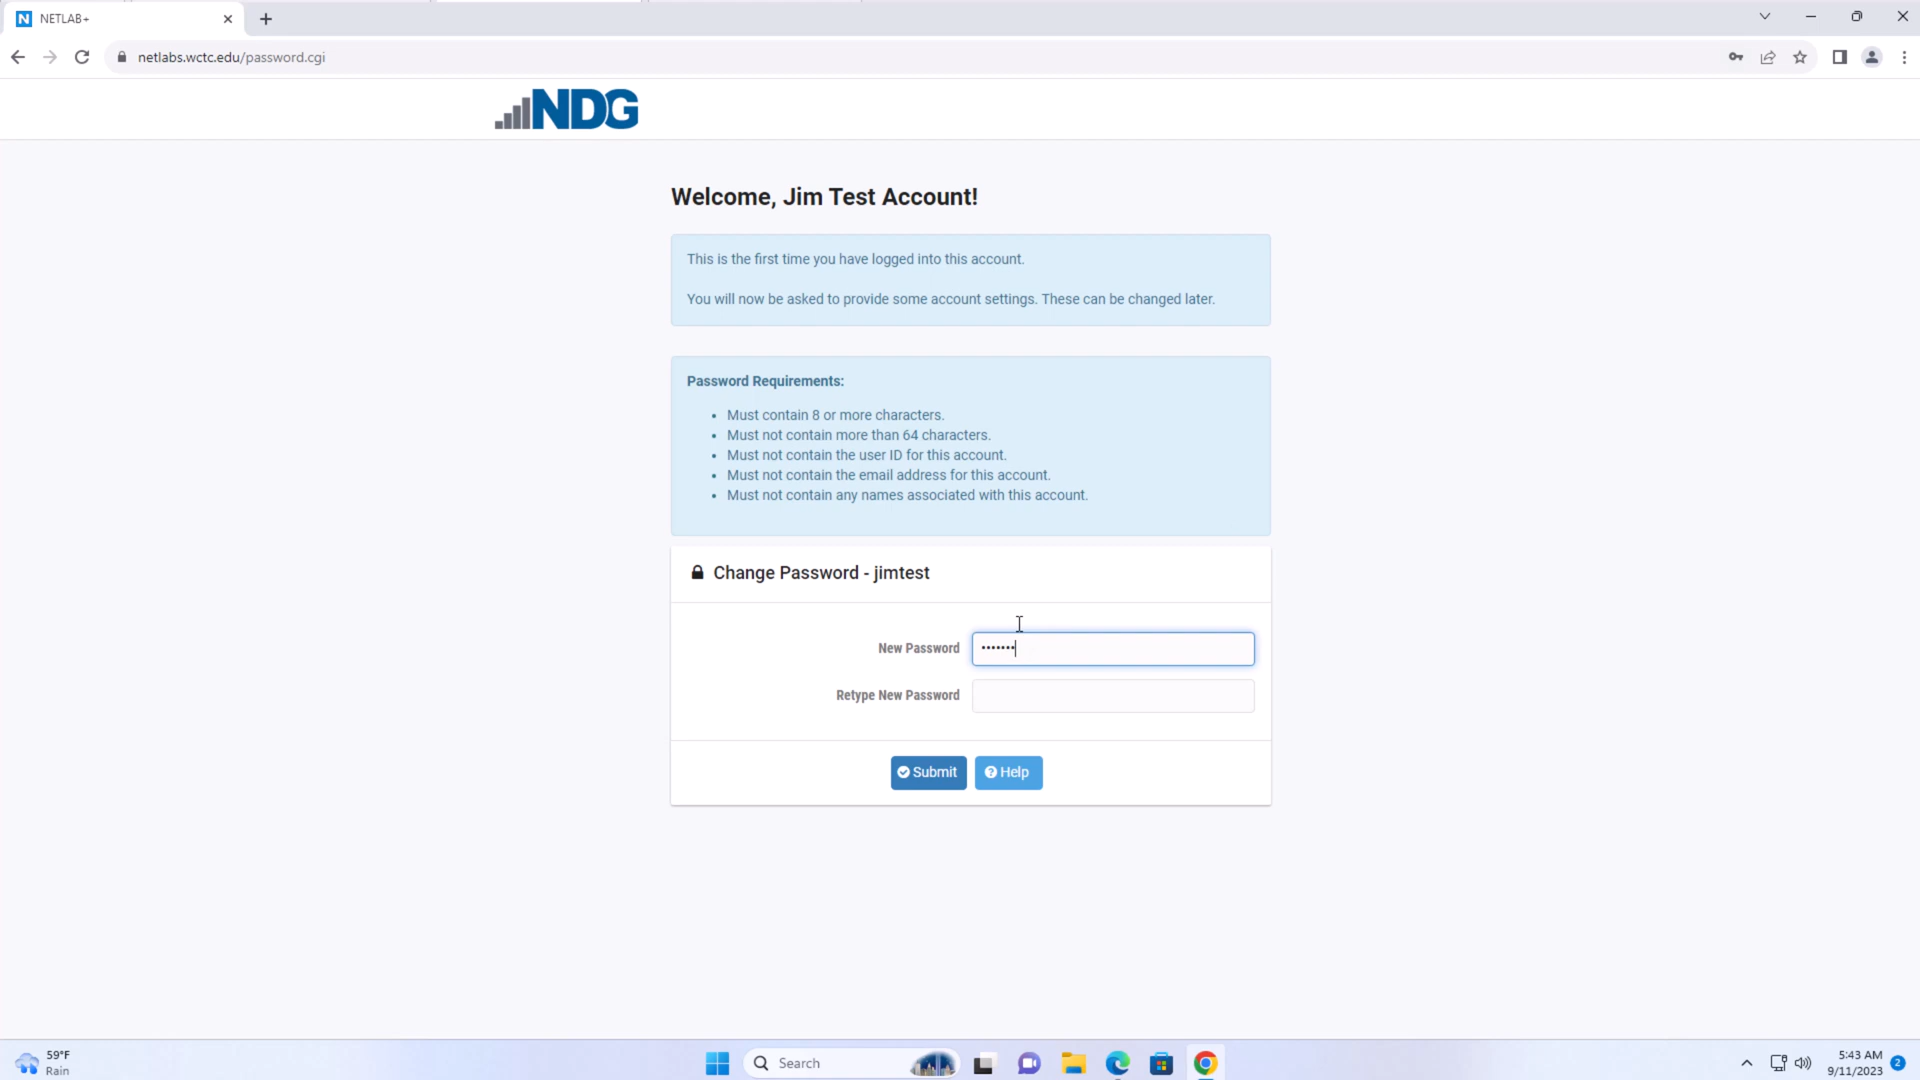 NETLAB+
netlabs.wctc.edu/password.cgi
NDG
Welcome, Jim Test Account!
This is the first time you have logged into this account.
You will now be asked to provide some account settings. These can be changed later.
Password Requirements:
• Must contain 8 or more characters.
• Must not contain more than 64 characters.
• Must not contain the user ID for this account.
• Must not contain the email address for this account.
• Must not contain any names associated with this account.
Change Password - jimtest
New Password •••••••
Retype New Password
Submit Help
59°F
Rain
Search
5:43 AM
9/11/2023
2